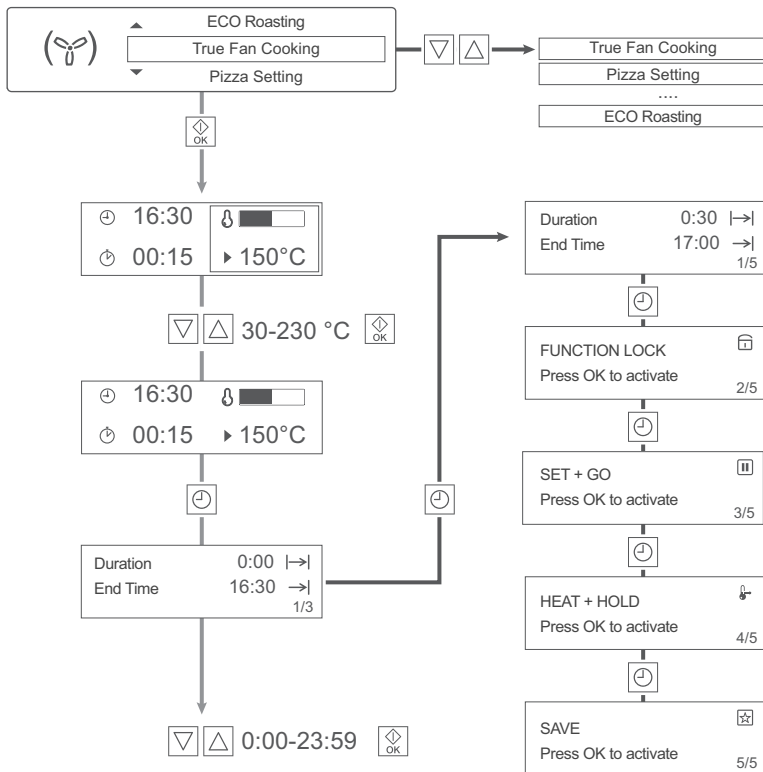 ECO Roasting
True Fan Cooking
Pizza Setting
True Fan Cooking
Pizza Setting
....
ECO Roasting
OK
16:30
00:15 150°C
30-230 °C OK
16:30
00:15 150°C
Duration 0:00
End Time 16:30
1/3
0:00-23:59 OK
Duration 0:30
End Time 17:00
1/5
FUNCTION LOCK
Press OK to activate
2/5
SET + GO
Press OK to activate
3/5
HEAT + HOLD
Press OK to activate
4/5
SAVE
Press OK to activate
5/5